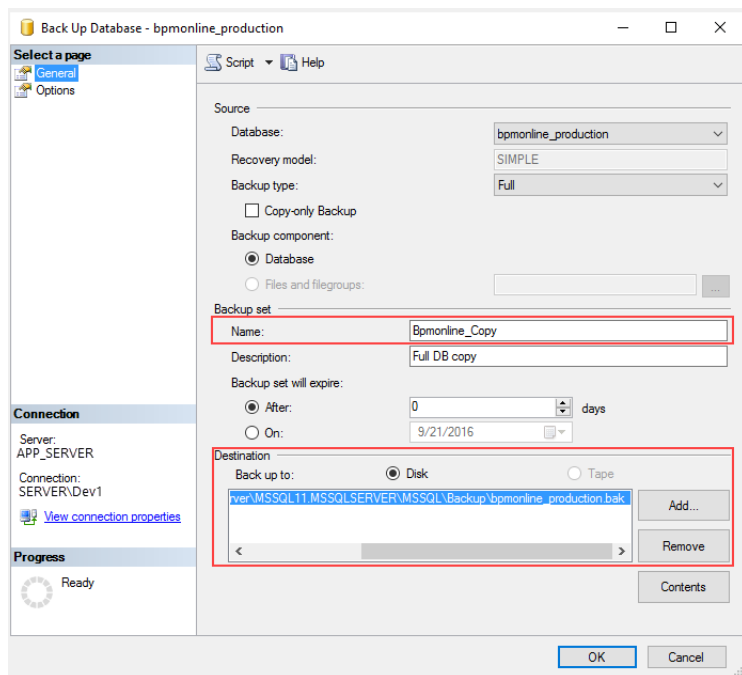 Back Up Database - bpmonline_production
Select a page
General
Options
Script Help
Source
Database: bpmonline_production
Recovery model: SIMPLE
Backup type: Full
Copy-only Backup
Backup component:
Database
Files and filegroups:
...
Backup set
Name: Bpmonline_Copy
Description: Full DB copy
Backup set will expire:
After: 0 days
On: 9/21/2016
Destination
Back up to: Disk Tape
rver\MSSQL11.MSSQLSERVER\MSSQL\Backup\bpmonline_production.bak
Add...
Remove
Contents
Connection
Server:
APP_SERVER
Connection:
SERVER\Dev1
View connection properties
Progress
Ready
OK Cancel